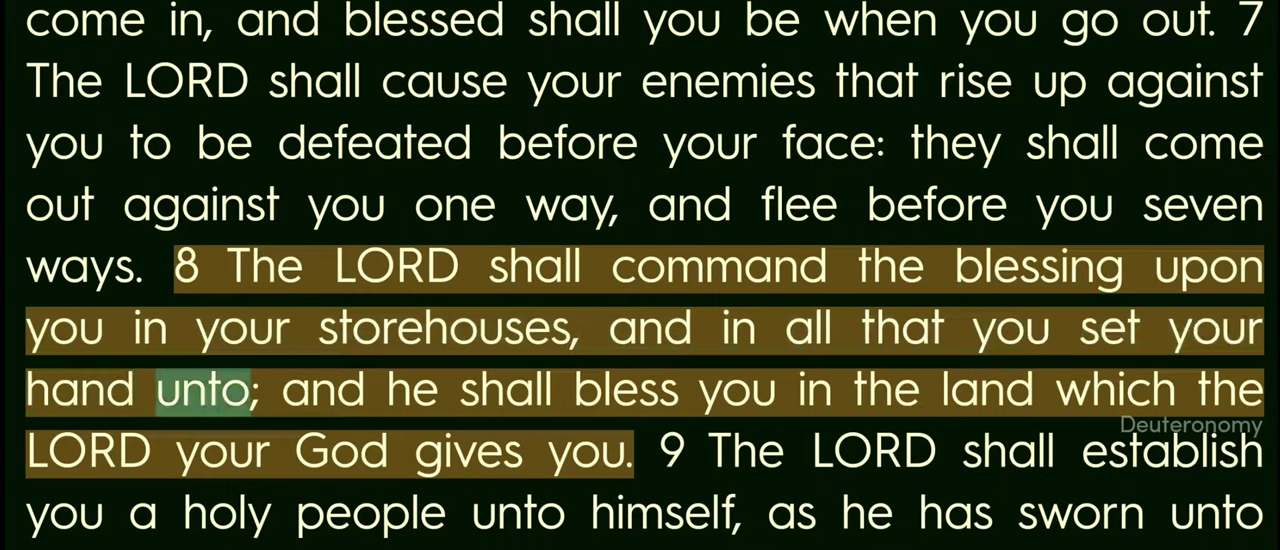 come in, and blessed shall you be when you go out. 7
The LORD shall cause your enemies that rise up against
you to be defeated before your face: they shall come
out against you one way, and flee before you seven
ways. 8 The LORD shall command the blessing upon
you in your storehouses, and in all that you set your
hand unto; and he shall bless you in the land which the
Deuteronomy
LORD your God gives you. 9 The LORD shall establish
you a holy people unto himself, as he has sworn unto